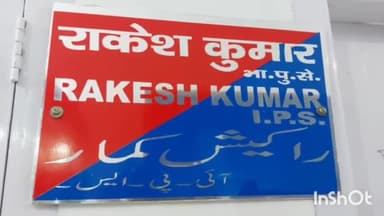 राकेश कुमार
भा.पु.से.
RAKESH KUMAR
I.P.S.
راکیش کمار
آئی-پی-ایس-
InShOt